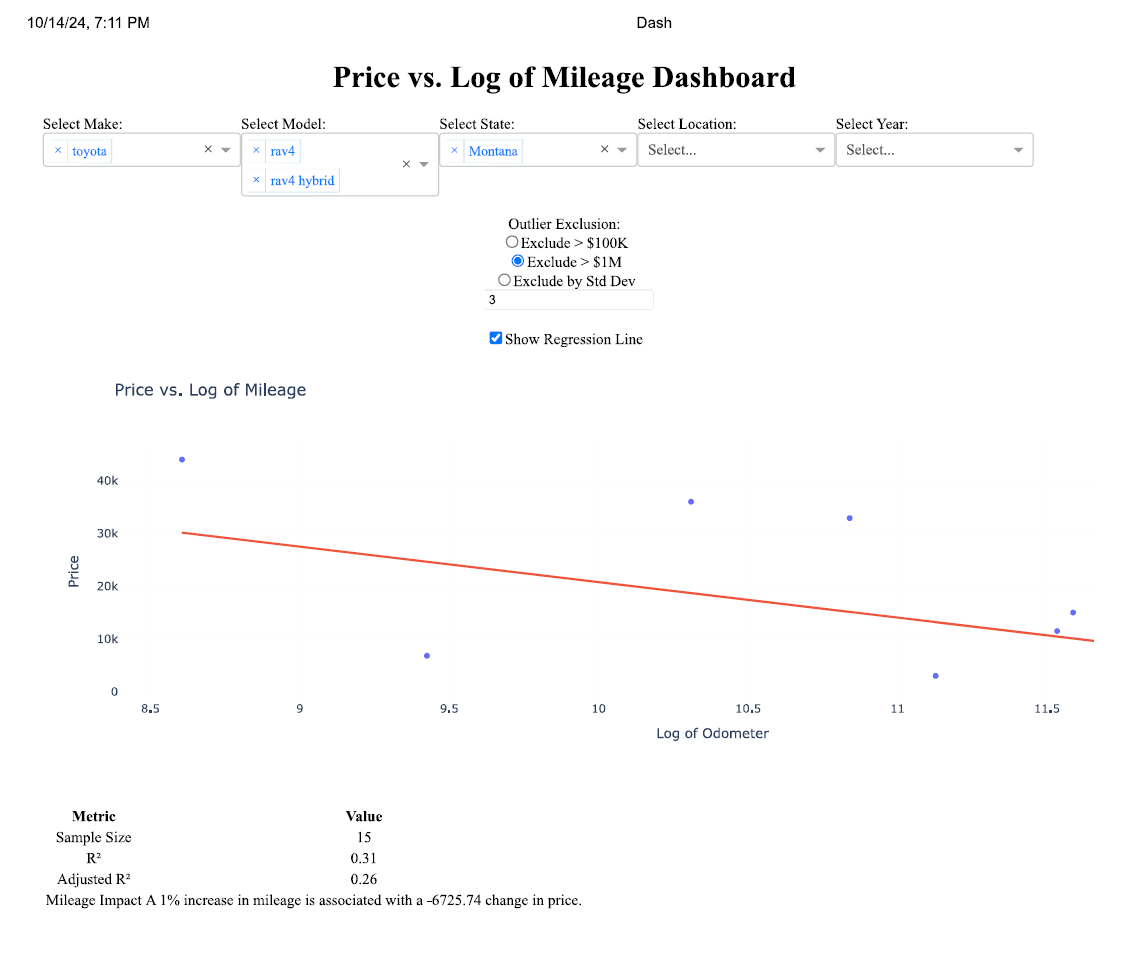 10/14/24, 7:11 PM Dash
Price vs. Log of Mileage Dashboard
Select Make: Select Model: Select State: Select Location: Select Year:
× toyota × × rav4 × × Montana × Select... Select...
× rav4 hybrid
Outlier Exclusion:
Exclude > $100K
Exclude > $1M
Exclude by Std Dev
3
Show Regression Line
Price vs. Log of Mileage
40k
30k
20k
10k
0
Price
8.5 9 9.5 10 10.5 11 11.5
Log of Odometer
Metric Value
Sample Size 15
R² 0.31
Adjusted R² 0.26
Mileage Impact A 1% increase in mileage is associated with a -6725.74 change in price.